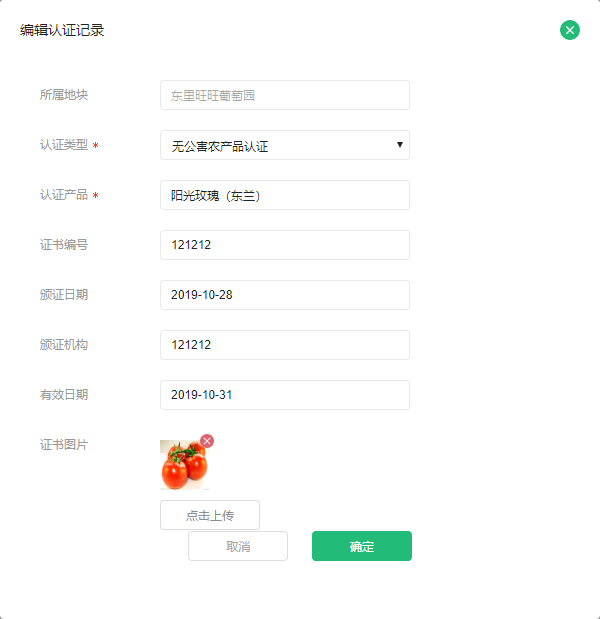 编辑认证记录
所属地块 东里旺旺葡萄园
认证类型 * 无公害农产品认证
认证产品 * 阳光玫瑰（东兰）
证书编号 121212
颁证日期 2019-10-28
颁证机构 121212
有效日期 2019-10-31
证书图片
点击上传
取消 确定